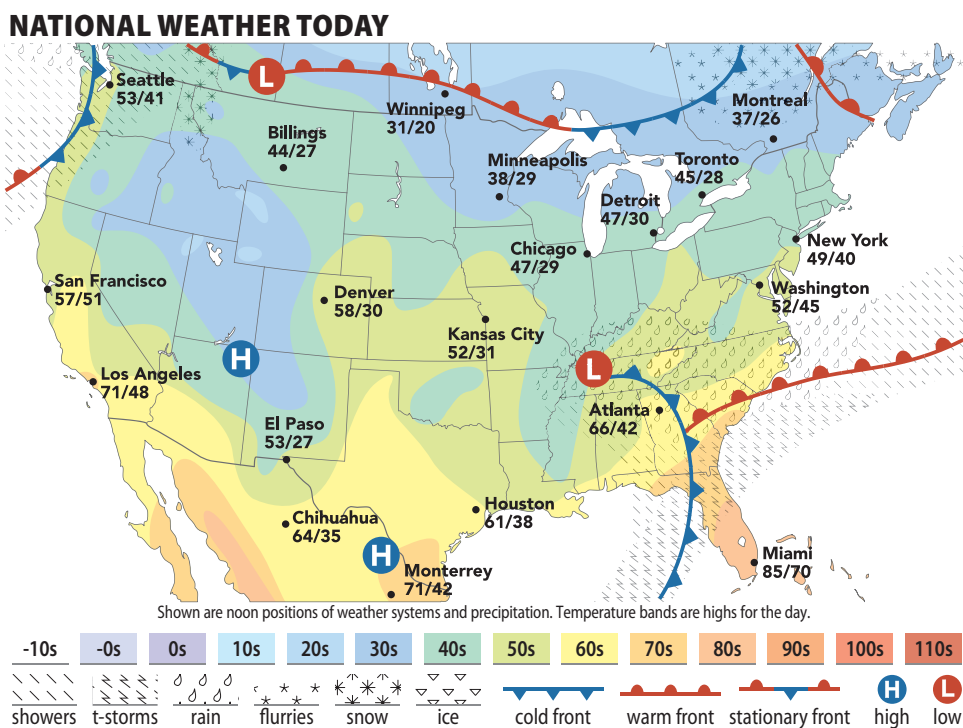 NATIONAL WEATHER TODAY
Seattle
53/41
L
Winnipeg
31/20
Montreal
37/26
Billings
44/27
Minneapolis
38/29
Toronto
45/28
Detroit
47/30
Chicago
47/29
New York
49/40
San Francisco
57/51
Denver
58/30
Washington
52/45
Kansas City
52/31
H
L
Los Angeles
71/48
Atlanta
66/42
El Paso
53/27
Houston
61/38
Chihuahua
64/35
H
Miami
85/70
Monterrey
71/42
Shown are noon positions of weather systems and precipitation. Temperature bands are highs for the day.
-10s -0s 0s 10s 20s 30s 40s 50s 60s 70s 80s 90s 100s 110s
H L
showers t-storms rain flurries snow ice cold front warm front stationary front high low